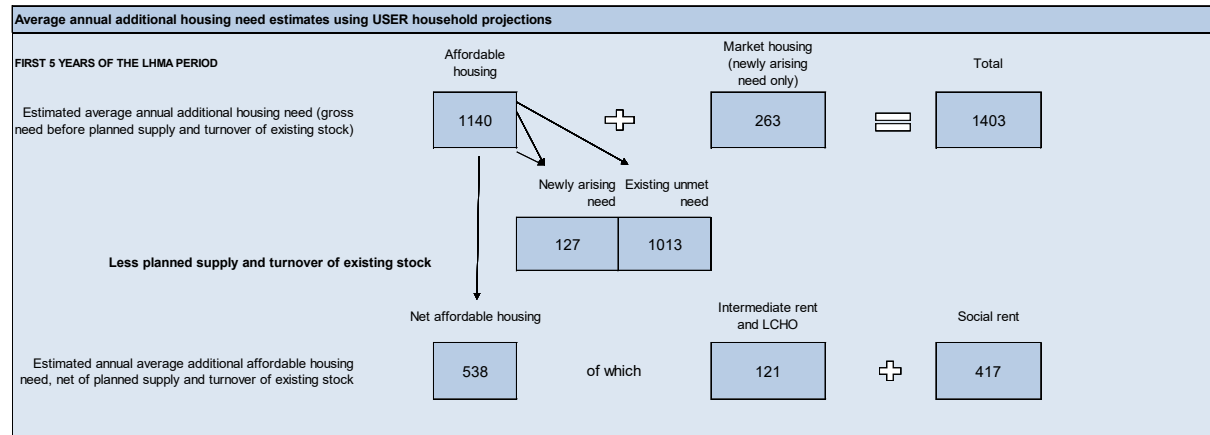 Average annual additional housing need estimates using USER household projections
FIRST 5 YEARS OF THE LHMA PERIOD
Affordable
housing
Market housing
(newly arising
need only)
Total
Estimated average annual additional housing need (gross
need before planned supply and turnover of existing stock)
1140
263
1403
Newly arising
need
Existing unmet
need
127
1013
Less planned supply and turnover of existing stock
Net affordable housing
Intermediate rent
and LCHO
Social rent
Estimated annual average additional affordable housing
need, net of planned supply and turnover of existing stock
538
of which
121
417